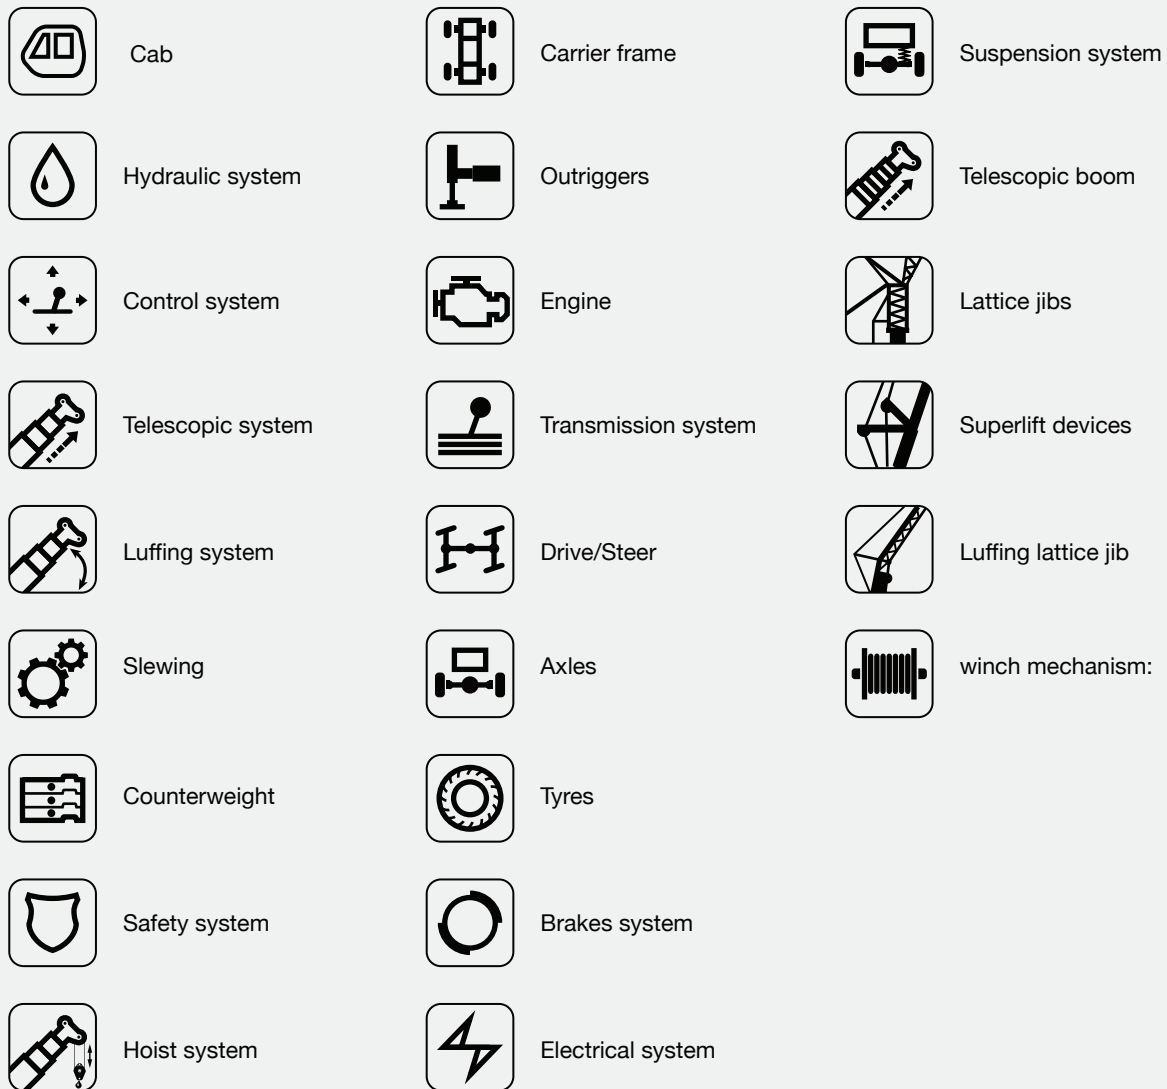 Cab
Hydraulic system
Control system
Telescopic system
Luffing system
Slewing
Counterweight
Safety system
Hoist system
Carrier frame
Outriggers
Engine
Transmission system
Drive/Steer
Axles
Tyres
Brakes system
Electrical system
Suspension system
Telescopic boom
Lattice jibs
Superlift devices
Luffing lattice jib
winch mechanism: